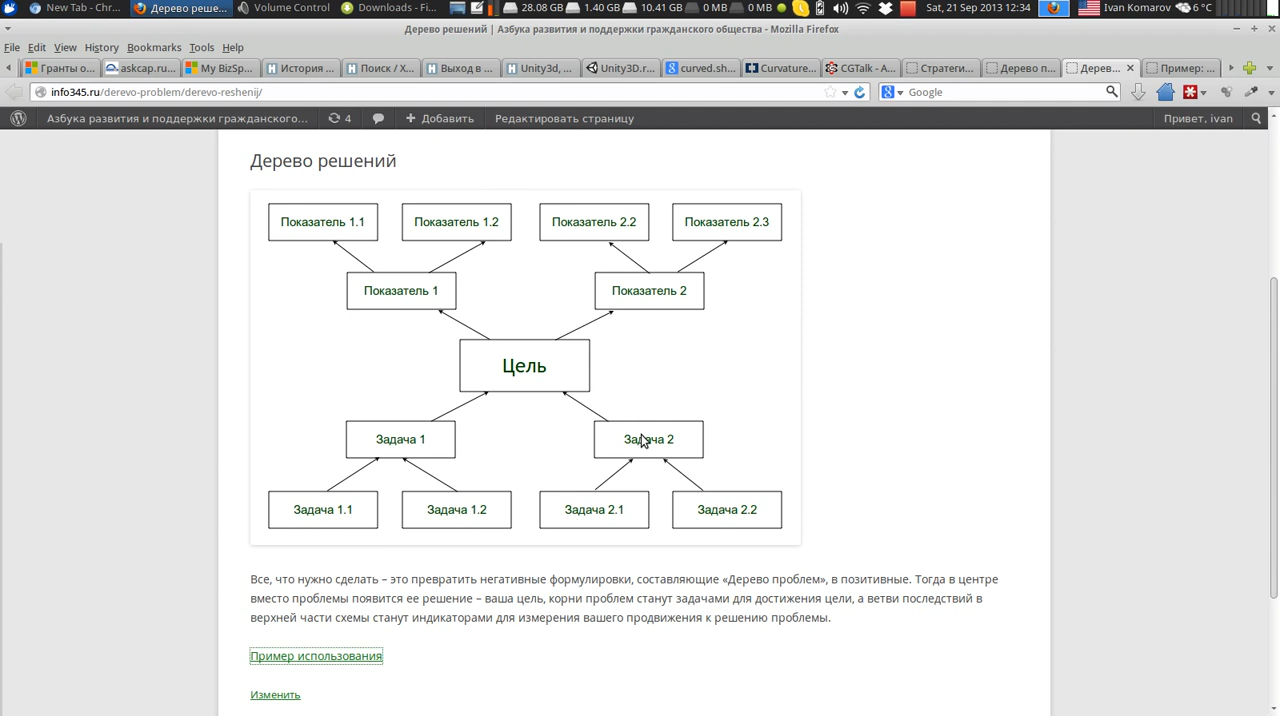 New Tab - Chr...
Дерево реше...
Volume Control
Downloads - Fi...
28.08 GB
1.40 GB
10.41 GB
0 MB
0 MB
Sat, 21 Sep 2013 12:34
Ivan Komarov
6 °C
Дерево решений | Азбука развития и поддержки гражданского общества - Mozilla Firefox
File Edit View History Bookmarks Tools Help
Гранты о...
askcap.ru
My BizSp...
История ...
Поиск / Х...
Выход в ...
Unity3d, ...
Unity3D.r...
curved.sh...
Curvature...
CGTalk - A...
Стратеги...
Дерево п...
Дерев...
Пример: ...
info345.ru/derevo-problem/derevo-reshenij/
Google
Азбука развития и поддержки гражданского...
4
Добавить
Редактировать страницу
Привет, ivan
Дерево решений
Показатель 1.1
Показатель 1.2
Показатель 2.2
Показатель 2.3
Показатель 1
Показатель 2
Цель
Задача 1
Задача 2
Задача 1.1
Задача 1.2
Задача 2.1
Задача 2.2
Все, что нужно сделать – это превратить негативные формулировки, составляющие «Дерево проблем», в позитивные. Тогда в центре
вместо проблемы появится ее решение – ваша цель, корни проблем станут задачами для достижения цели, а ветви последствий в
верхней части схемы станут индикаторами для измерения вашего продвижения к решению проблемы.
Пример использования
Изменить